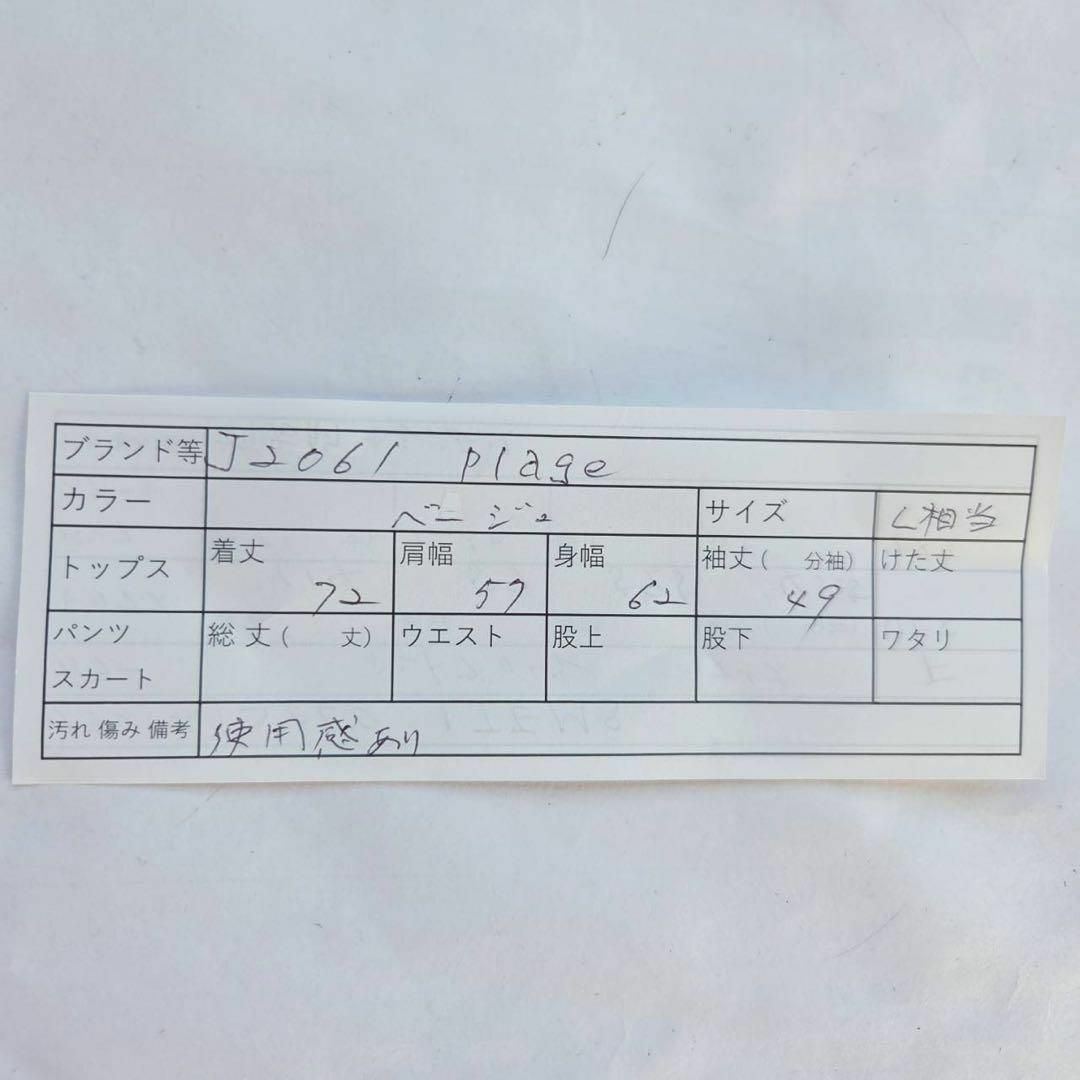 ブランド等 J2061 plage
カラー ベージュ サイズ L相当
トップス 着丈 72 肩幅 57 身幅 62 袖丈( 分袖) 49 けた丈
パンツ スカート 総丈( 丈) ウエスト 股上 股下 ワタリ
汚れ 傷み 備考 使用感あり